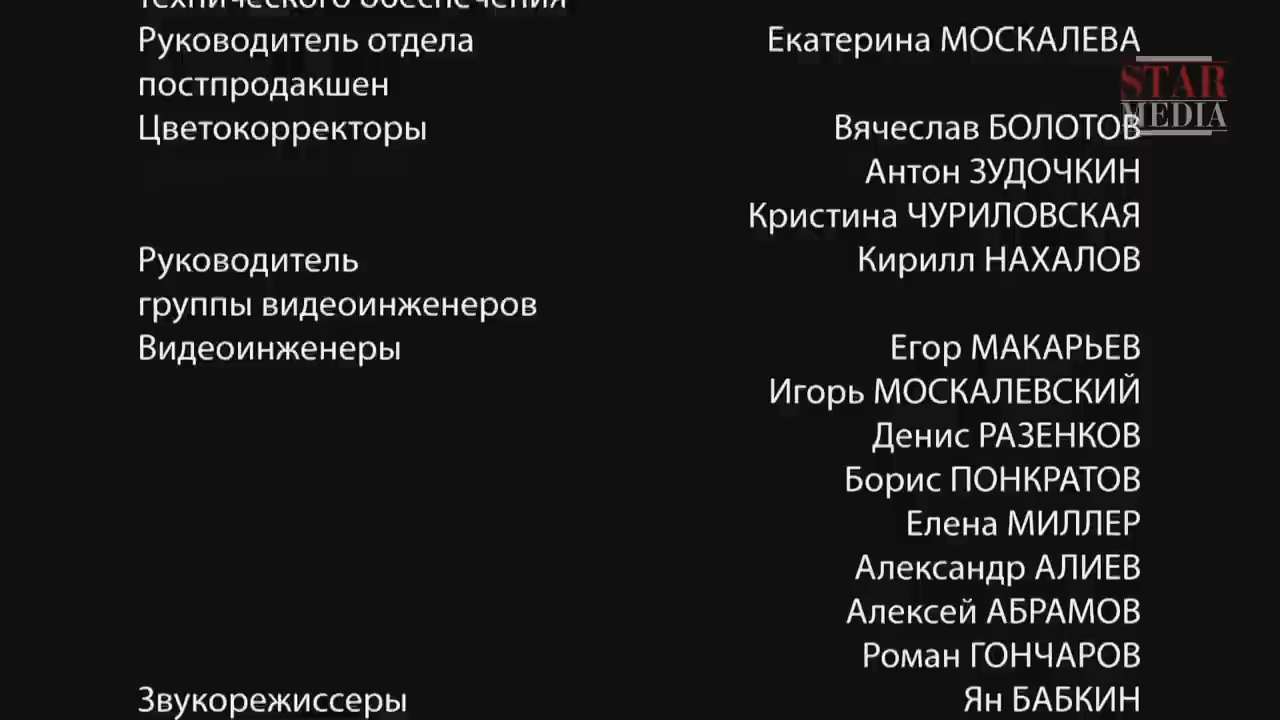 технического обеспечения
Руководитель отдела Екатерина МОСКАЛЕВА
постпродакшен
STAR
MEDIA
Цветокорректоры Вячеслав БОЛОТОВ
Антон ЗУДОЧКИН
Кристина ЧУРИЛОВСКАЯ
Руководитель Кирилл НАХАЛОВ
группы видеоинженеров
Видеоинженеры Егор МАКАРЬЕВ
Игорь МОСКАЛЕВСКИЙ
Денис РАЗЕНКОВ
Борис ПОНКРАТОВ
Елена МИЛЛЕР
Александр АЛИЕВ
Алексей АБРАМОВ
Роман ГОНЧАРОВ
Звукорежиссеры Ян БАБКИН